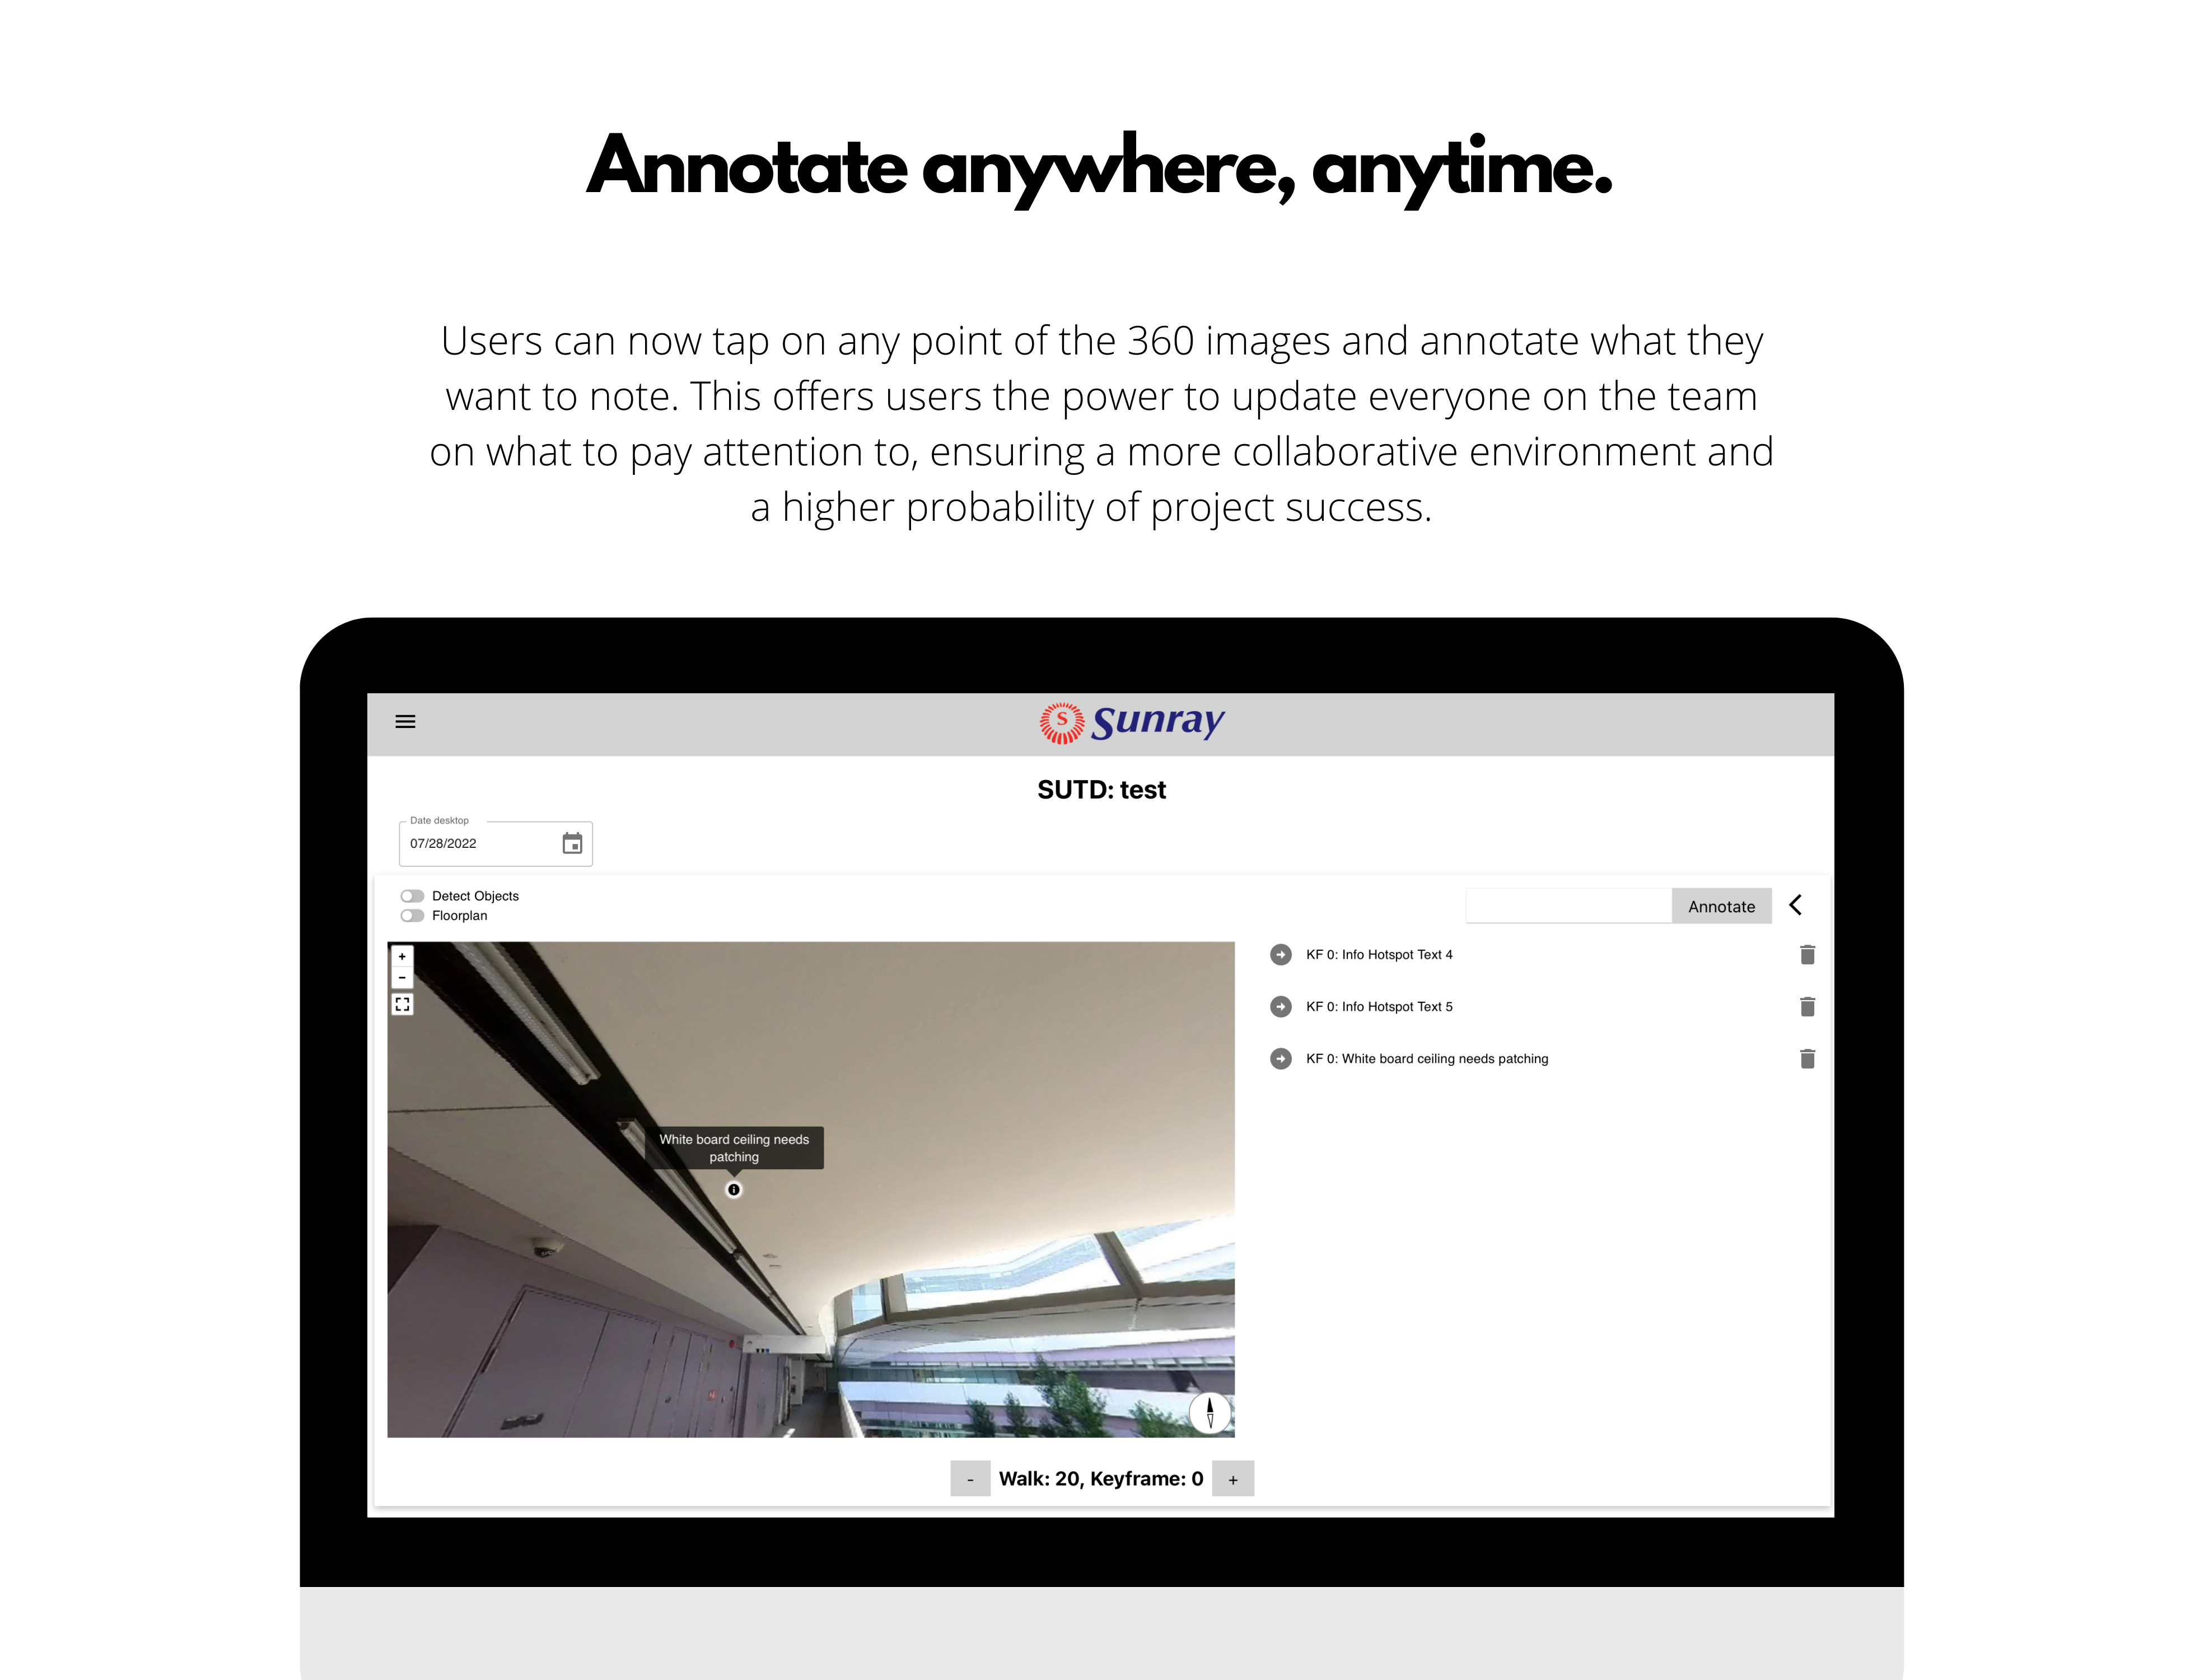 Annotate anywhere, anytime.
Users can now tap on any point of the 360 images and annotate what they
want to note. This offers users the power to update everyone on the team
on what to pay attention to, ensuring a more collaborative environment and
a higher probability of project success.
S Sunray
SUTD: test
Date desktop
07/28/2022
Detect Objects
Floorplan
Annotate
+
-
KF 0: Info Hotspot Text 4
KF 0: Info Hotspot Text 5
KF 0: White board ceiling needs patching
White board ceiling needs
patching
- Walk: 20, Keyframe: 0 +